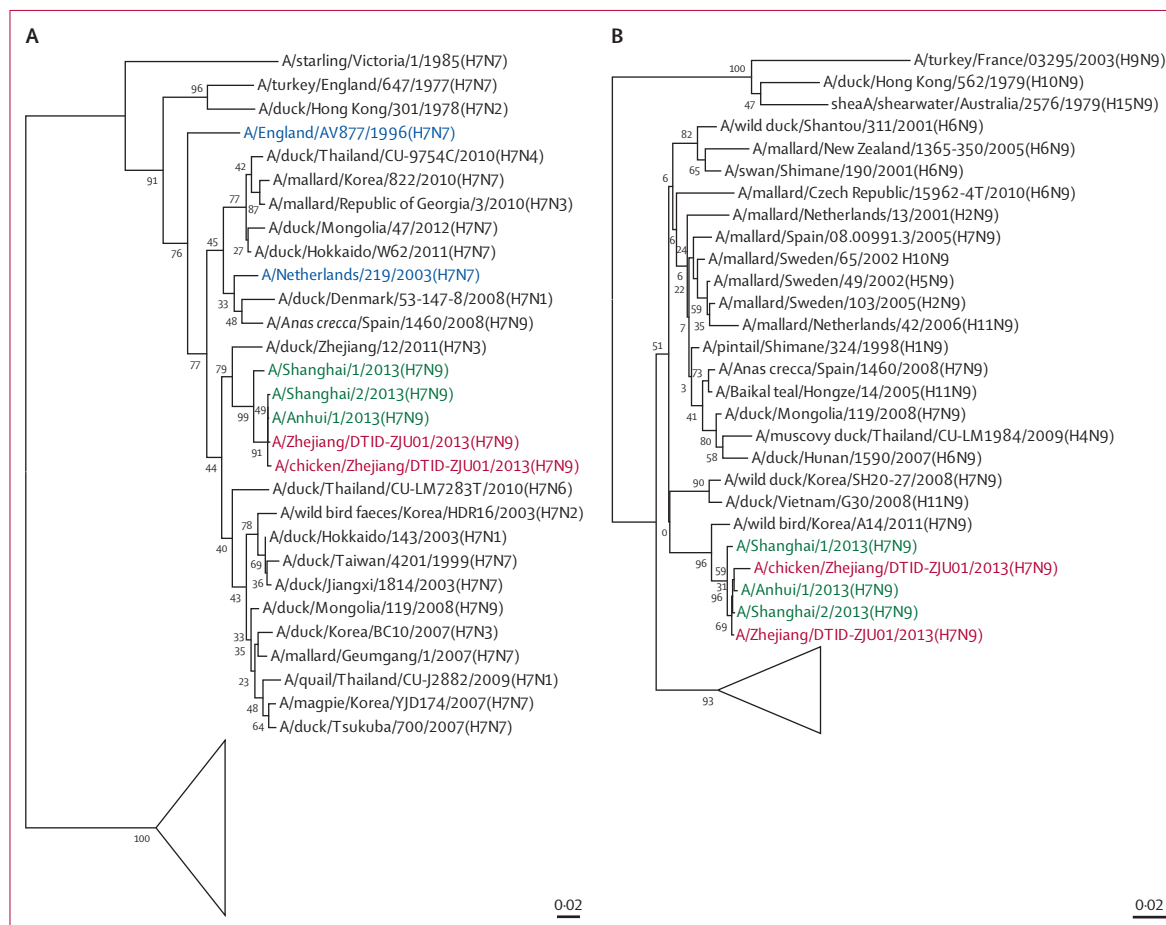 A
A/starling/Victoria/1/1985(H7N7)
96
A/turkey/England/647/1977(H7N7)
A/duck/Hong Kong/301/1978(H7N2)
A/England/AV877/1996(H7N7)
91
A/duck/Thailand/CU-9754C/2010(H7N4)
42
A/mallard/Korea/822/2010(H7N7)
77
87
A/mallard/Republic of Georgia/3/2010(H7N3)
A/duck/Mongolia/47/2012(H7N7)
45
27
A/duck/Hokkaido/W62/2011(H7N7)
76
A/Netherlands/219/2003(H7N7)
33
A/duck/Denmark/53-147-8/2008(H7N1)
48
A/Anas crecca/Spain/1460/2008(H7N9)
A/duck/Zhejiang/12/2011(H7N3)
77
79
A/Shanghai/1/2013(H7N9)
A/Shanghai/2/2013(H7N9)
99
49
A/Anhui/1/2013(H7N9)
A/Zhejiang/DTID-ZJU01/2013(H7N9)
91
44
A/chicken/Zhejiang/DTID-ZJU01/2013(H7N9)
A/duck/Thailand/CU-LM7283T/2010(H7N6)
A/wild bird faeces/Korea/HDR16/2003(H7N2)
78
A/duck/Hokkaido/143/2003(H7N1)
40
69
A/duck/Taiwan/4201/1999(H7N7)
36
A/duck/Jiangxi/1814/2003(H7N7)
43
A/duck/Mongolia/119/2008(H7N9)
33
A/duck/Korea/BC10/2007(H7N3)
35
A/mallard/Geumgang/1/2007(H7N7)
23
A/quail/Thailand/CU-J2882/2009(H7N1)
48
A/magpie/Korea/YJD174/2007(H7N7)
64
A/duck/Tsukuba/700/2007(H7N7)
100
0·02
B
A/turkey/France/03295/2003(H9N9)
100
A/duck/Hong Kong/562/1979(H10N9)
47
sheaA/shearwater/Australia/2576/1979(H15N9)
A/wild duck/Shantou/311/2001(H6N9)
82
A/mallard/New Zealand/1365-350/2005(H6N9)
65
A/swan/Shimane/190/2001(H6N9)
6
A/mallard/Czech Republic/15962-4T/2010(H6N9)
A/mallard/Netherlands/13/2001(H2N9)
6
A/mallard/Spain/08.00991.3/2005(H7N9)
24
A/mallard/Sweden/65/2002 H10N9
6
A/mallard/Sweden/49/2002(H5N9)
22
A/mallard/Sweden/103/2005(H2N9)
59
35
A/mallard/Netherlands/42/2006(H11N9)
7
A/pintail/Shimane/324/1998(H1N9)
51
A/Anas crecca/Spain/1460/2008(H7N9)
73
A/Baikal teal/Hongze/14/2005(H11N9)
3
A/duck/Mongolia/119/2008(H7N9)
41
A/muscovy duck/Thailand/CU-LM1984/2009(H4N9)
80
58
A/duck/Hunan/1590/2007(H6N9)
A/wild duck/Korea/SH20-27/2008(H7N9)
90
A/duck/Vietnam/G30/2008(H11N9)
0
A/wild bird/Korea/A14/2011(H7N9)
A/Shanghai/1/2013(H7N9)
96
59
A/chicken/Zhejiang/DTID-ZJU01/2013(H7N9)
31
A/Anhui/1/2013(H7N9)
96
A/Shanghai/2/2013(H7N9)
69
A/Zhejiang/DTID-ZJU01/2013(H7N9)
93
0·02